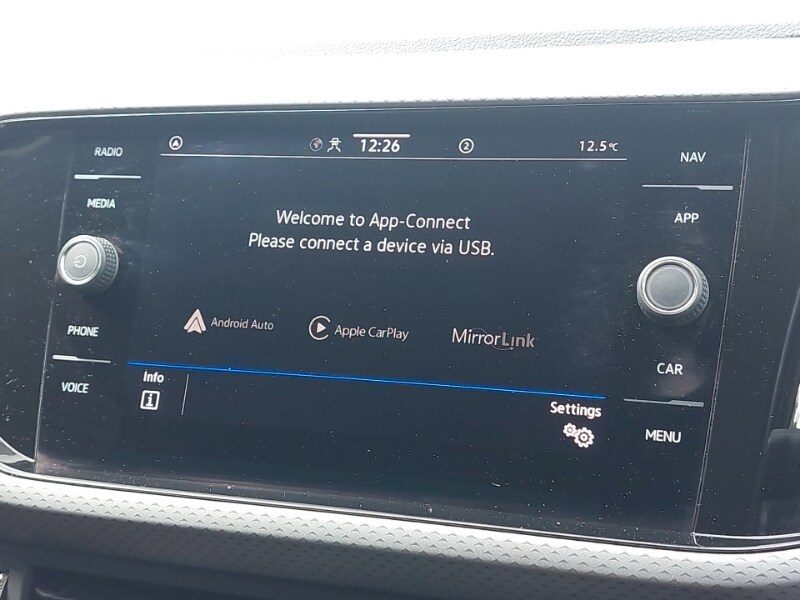 RADIO
MEDIA
PHONE
VOICE
12:26
2
12.5°C
Welcome to App-Connect
Please connect a device via USB.
Android Auto
Apple CarPlay
MirrorLink
Info
i
Settings
NAV
APP
CAR
MENU